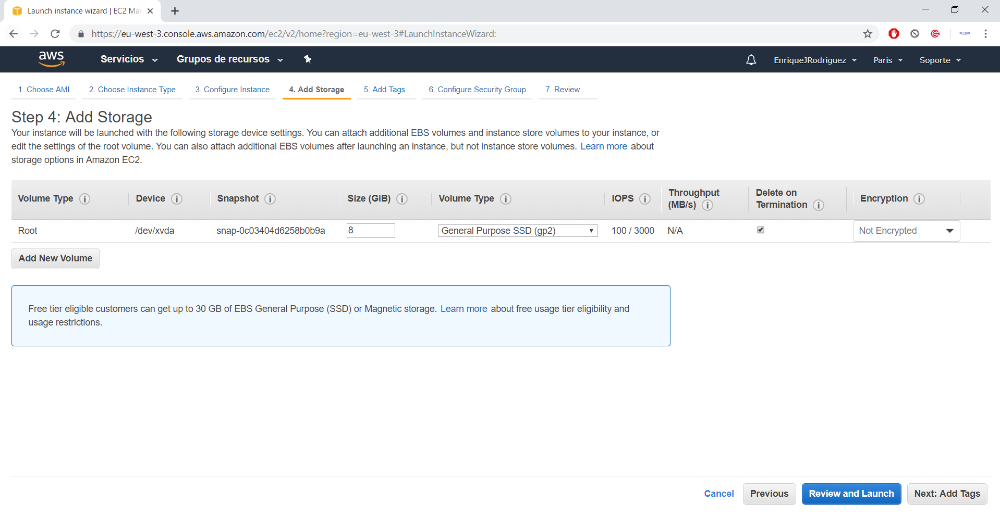 Launch instance wizard | EC2 Ma
https://eu-west-3.console.aws.amazon.com/ec2/v2/home?region=eu-west-3#LaunchInstanceWizard:
aws Servicios Grupos de recursos EnriqueJRodriguez París Soporte
1. Choose AMI 2. Choose Instance Type 3. Configure Instance 4. Add Storage 5. Add Tags 6. Configure Security Group 7. Review
Step 4: Add Storage
Your instance will be launched with the following storage device settings. You can attach additional EBS volumes and instance store volumes to your instance, or
edit the settings of the root volume. You can also attach additional EBS volumes after launching an instance, but not instance store volumes. Learn more about
storage options in Amazon EC2.
Volume Type Device Snapshot Size (GiB) Volume Type IOPS Throughput (MB/s) Delete on Termination Encryption
Root /dev/xvda snap-0c03404d6258b0b9a 8 General Purpose SSD (gp2) 100 / 3000 N/A Not Encrypted
Add New Volume
Free tier eligible customers can get up to 30 GB of EBS General Purpose (SSD) or Magnetic storage. Learn more about free usage tier eligibility and
usage restrictions.
Cancel Previous Review and Launch Next: Add Tags